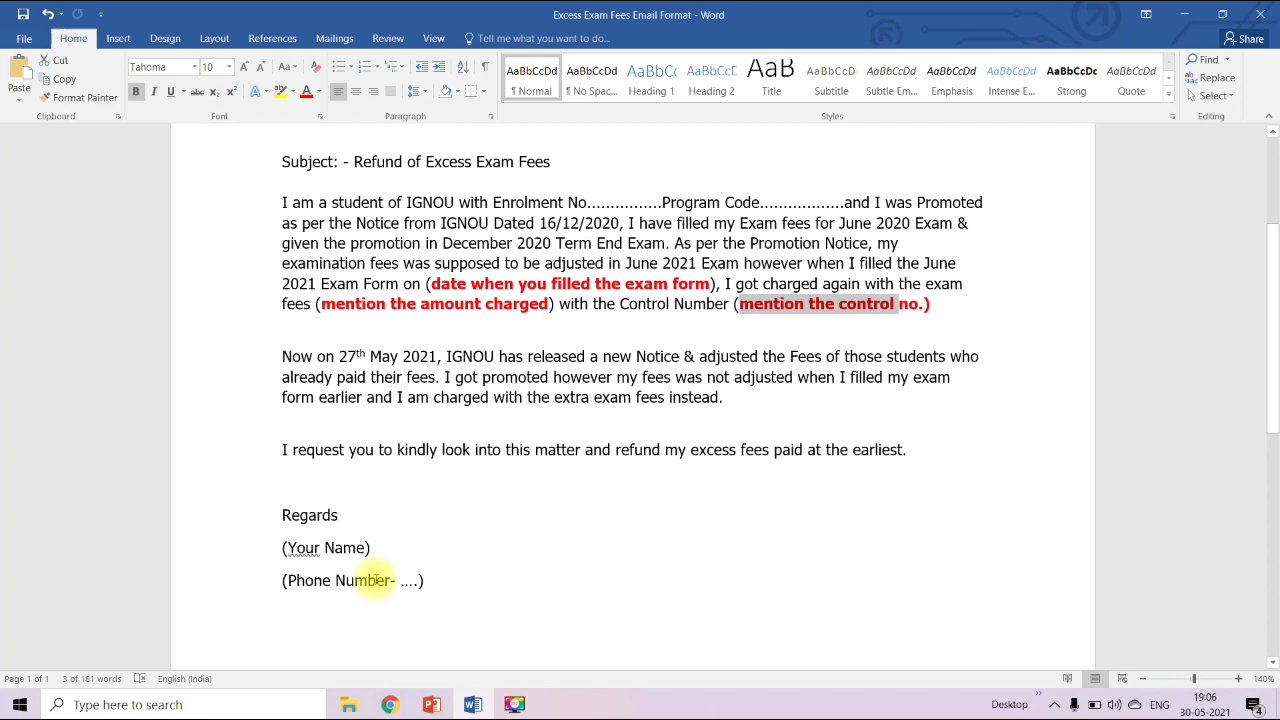 Excess Exam Fees Email Format - Word
File Home Insert Design Layout References Mailings Review View Tell me what you want to do... Share
Paste
Cut
Copy
Format Painter
Clipboard
Tahoma 10
Font
Paragraph
AaBbCcDd AaBbCcDd AaBbCc AaBbCcD AaB AaBbCcD AaBbCcDd AaBbCcDd AaBbCcDd AaBbCcDc AaBbCcDd
¶ Normal ¶ No Spac... Heading 1 Heading 2 Title Subtitle Subtle Em... Emphasis Intense E... Strong Quote
Styles
Find
Replace
Select
Editing
Subject: - Refund of Excess Exam Fees
I am a student of IGNOU with Enrolment No...............Program Code.................and I was Promoted
as per the Notice from IGNOU Dated 16/12/2020, I have filled my Exam fees for June 2020 Exam &
given the promotion in December 2020 Term End Exam. As per the Promotion Notice, my
examination fees was supposed to be adjusted in June 2021 Exam however when I filled the June
2021 Exam Form on (date when you filled the exam form), I got charged again with the exam
fees (mention the amount charged) with the Control Number (mention the control no.)
Now on 27th May 2021, IGNOU has released a new Notice & adjusted the Fees of those students who
already paid their fees. I got promoted however my fees was not adjusted when I filled my exam
form earlier and I am charged with the extra exam fees instead.
I request you to kindly look into this matter and refund my excess fees paid at the earliest.
Regards
(Your Name)
(Phone Number- ....)
Page 1 of 1 3 of 181 words English (India) 140%
Type here to search Desktop ENG 19:06
30-05-2021 4